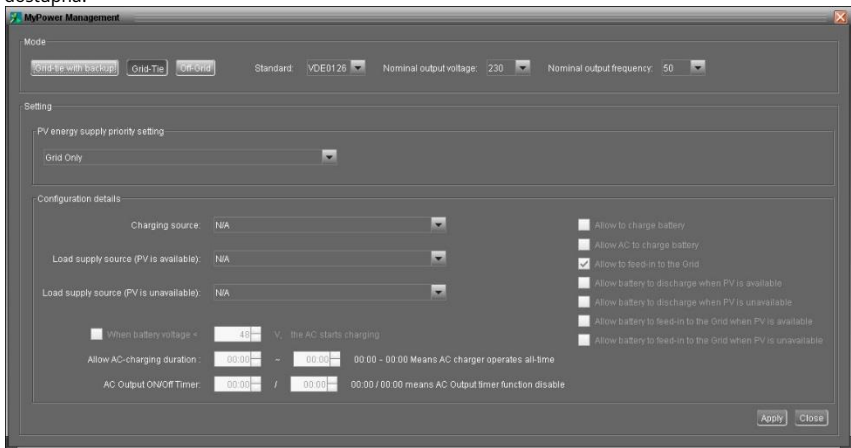 dostupna.
MyPower Management
Mode
Grid-tie with backup Grid-Tie Off-Grid Standard: VDE0126 Nominal output voltage: 230 Nominal output frequency: 50
Setting
PV energy supply priority setting
Grid Only
Configuration details
Charging source: N/A
Load supply source (PV is available): N/A
Load supply source (PV is unavailable): N/A
Allow to charge battery
Allow AC to charge battery
Allow to feed-in to the Grid
Allow battery to discharge when PV is available
Allow battery to discharge when PV is unavailable
Allow battery to feed-in to the Grid when PV is available
Allow battery to feed-in to the Grid when PV is unavailable
When battery voltage < 48 V, the AC starts charging
Allow AC-charging duration : 00:00 ~ 00:00 00:00 ~ 00:00 Means AC charger operates all-time
AC Output ON/Off Timer: 00:00 / 00:00 00:00 / 00:00 means AC Output timer function disable
Apply Close